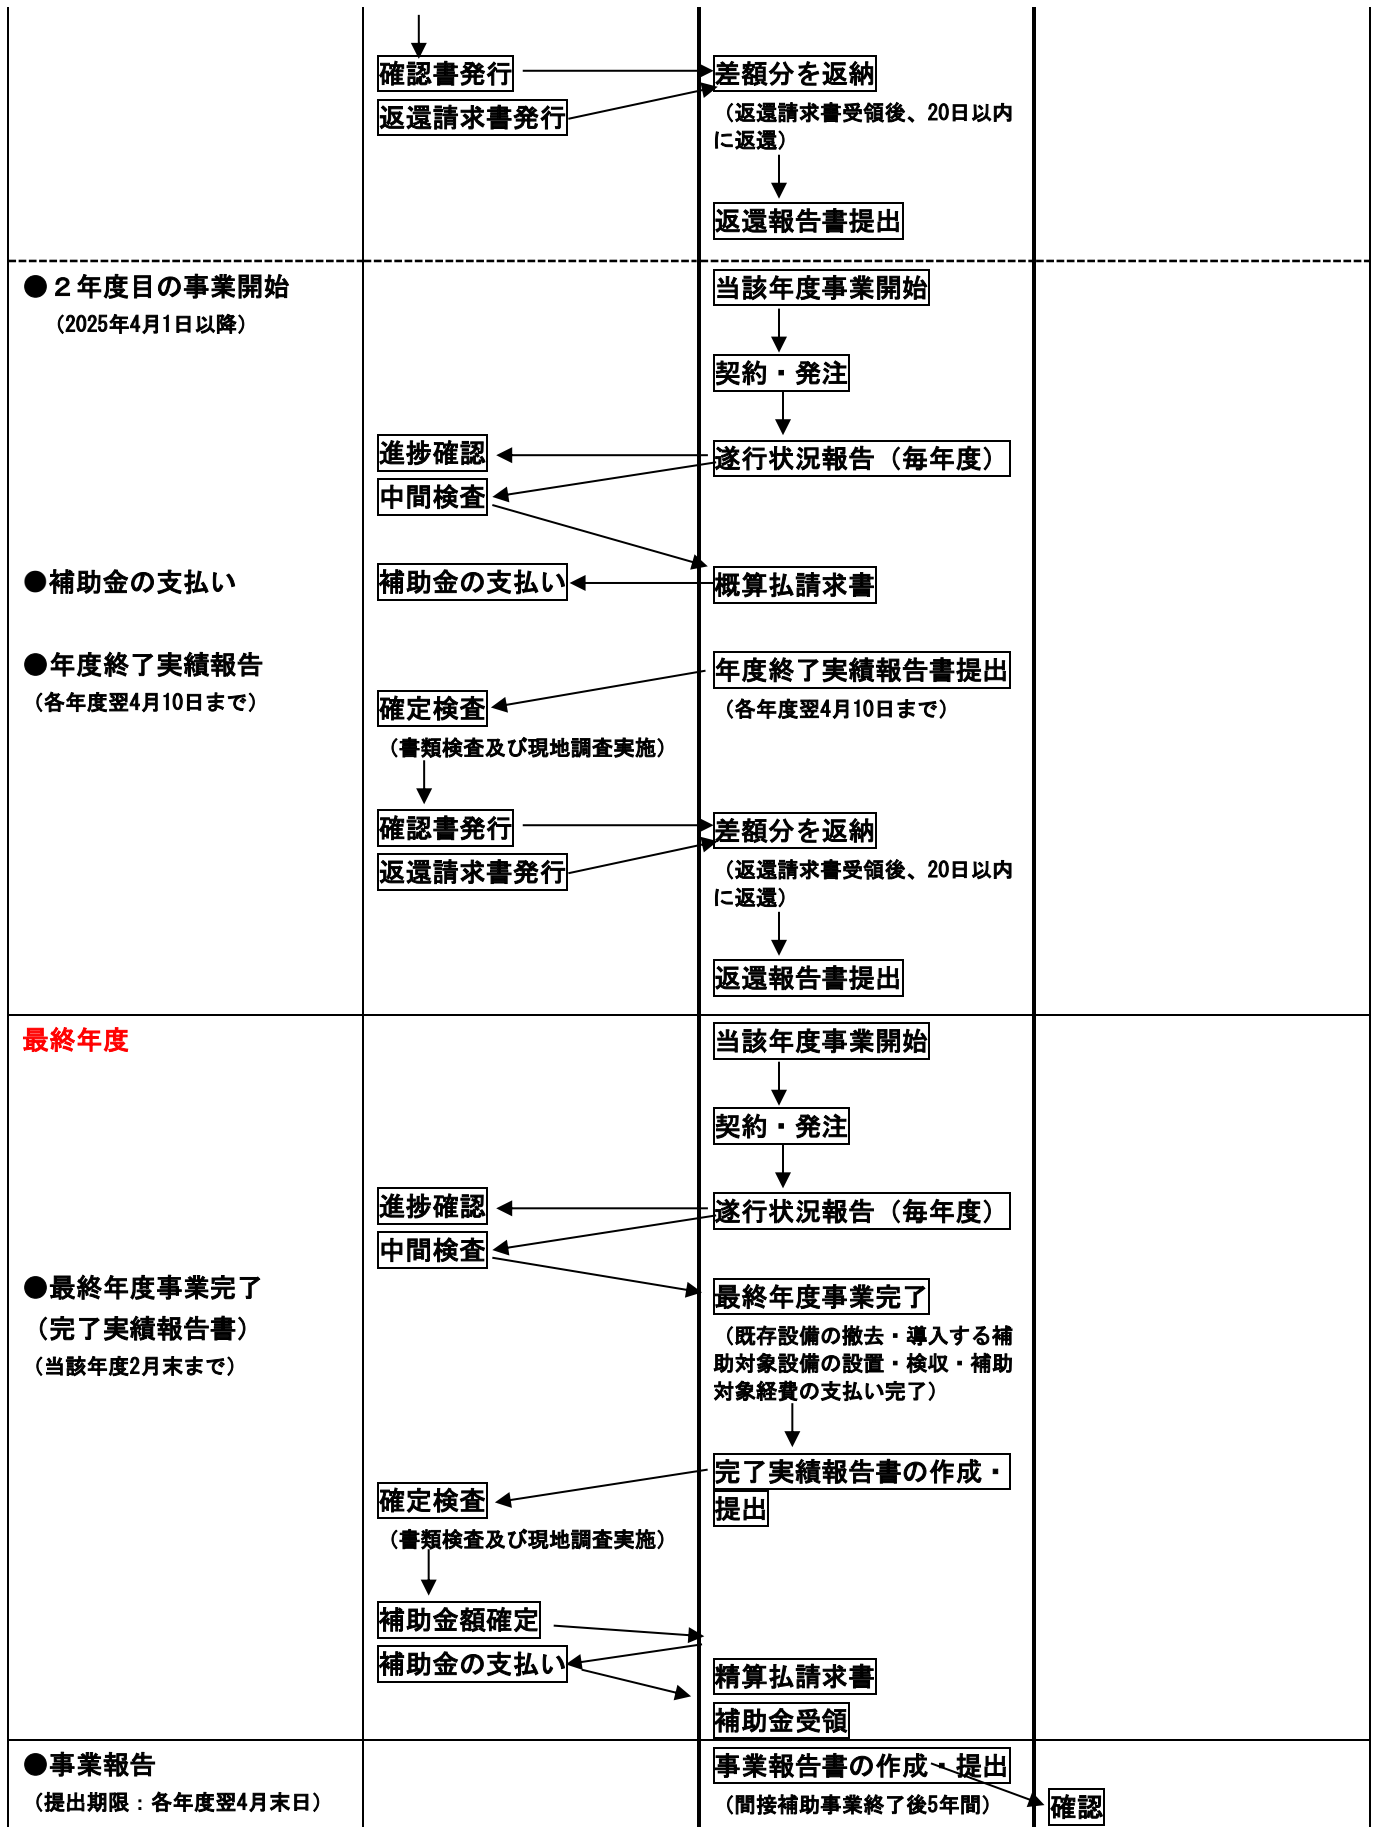 確認書発行
差額分を返納
返還請求書発行
（返還請求書受領後、20日以内
に返還）
返還報告書提出
●２年度目の事業開始
当該年度事業開始
（2025年4月1日以降）
契約・発注
進捗確認
遂行状況報告（毎年度）
中間検査
●補助金の支払い
補助金の支払い
概算払請求書
●年度終了実績報告
年度終了実績報告書提出
（各年度翌4月10日まで）
確定検査
（各年度翌4月10日まで）
（書類検査及び現地調査実施）
確認書発行
差額分を返納
返還請求書発行
（返還請求書受領後、20日以内
に返還）
返還報告書提出
最終年度
当該年度事業開始
契約・発注
進捗確認
遂行状況報告（毎年度）
中間検査
●最終年度事業完了
最終年度事業完了
（完了実績報告書）
（当該年度2月末まで）
（既存設備の撤去・導入する補
助対象設備の設置・検収・補助
対象経費の支払い完了）
完了実績報告書の作成・
提出
確定検査
（書類検査及び現地調査実施）
補助金額確定
補助金の支払い
精算払請求書
補助金受領
●事業報告
事業報告書の作成・提出
（提出期限：各年度翌4月末日）
（間接補助事業終了後5年間）
確認